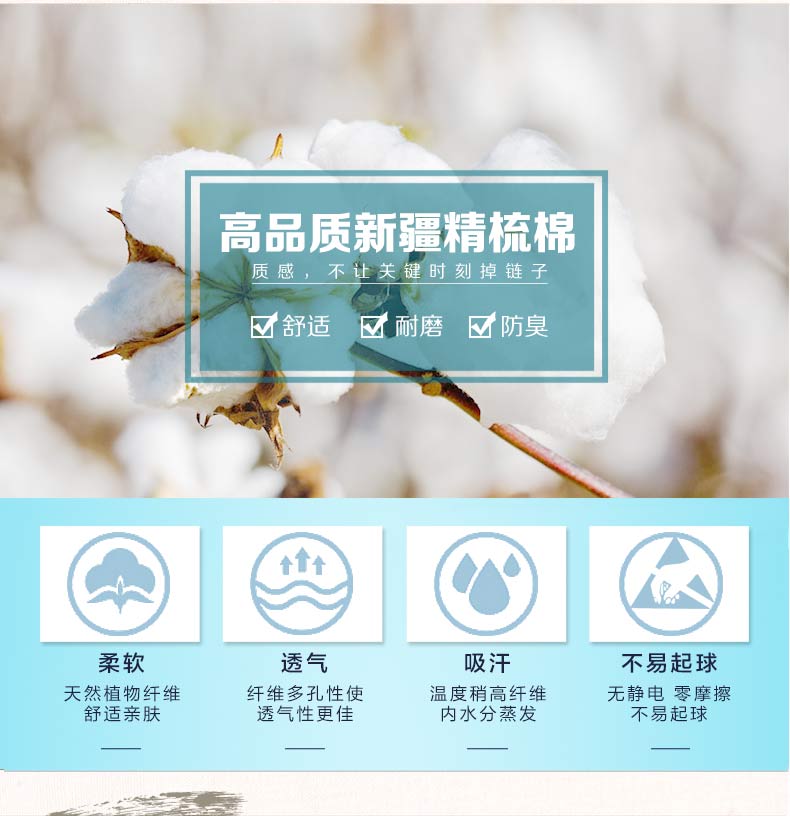 高品质新疆精梳棉
质感，不让关键时刻掉链子
舒适 耐磨 防臭
柔软 透气 吸汗 不易起球
天然植物纤维 纤维多孔性使 温度稍高纤维 无静电 零摩擦
舒适亲肤 透气性更佳 内水分蒸发 不易起球